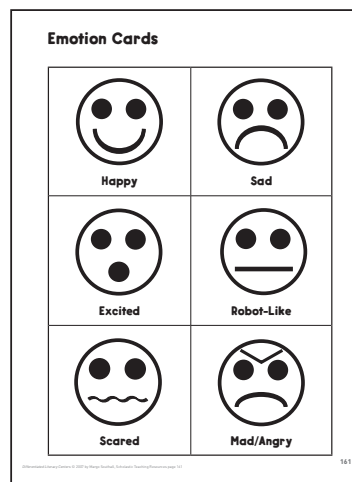 Emotion Cards
Happy
Sad
Excited
Robot-Like
Scared
Mad/Angry
161